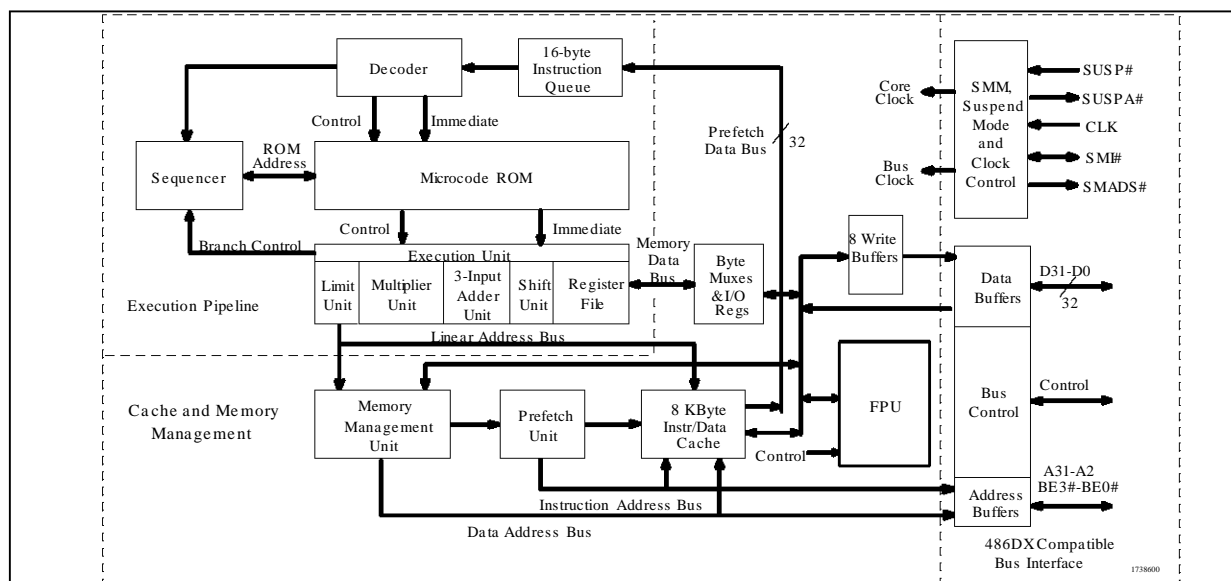 Decoder
16-byte
Instruction
Queue
Control
Immediate
ROM
Address
Sequencer
Microcode ROM
Branch Control
Control
Immediate
Execution Unit
Limit
Unit
Multiplier
Unit
3-Input
Adder
Unit
Shift
Unit
Register
File
Execution Pipeline
Linear Address Bus
Memory
Data
Bus
Byte
Muxes
& I/O
Regs
Prefetch
Data Bus
32
8 Write
Buffers
Core
Clock
Bus
Clock
SMM,
Suspend
Mode
and
Clock
Control
SUSP#
SUSPA#
CLK
SMI#
SMADS#
Data
Buffers
D31-D0
32
Bus
Control
Control
Address
Buffers
A31-A2
BE3#-BE0#
Cache and Memory
Management
Memory
Management
Unit
Prefetch
Unit
8 KByte
Instr/Data
Cache
FPU
Control
Instruction Address Bus
Data Address Bus
486DX Compatible
Bus Interface
1738600